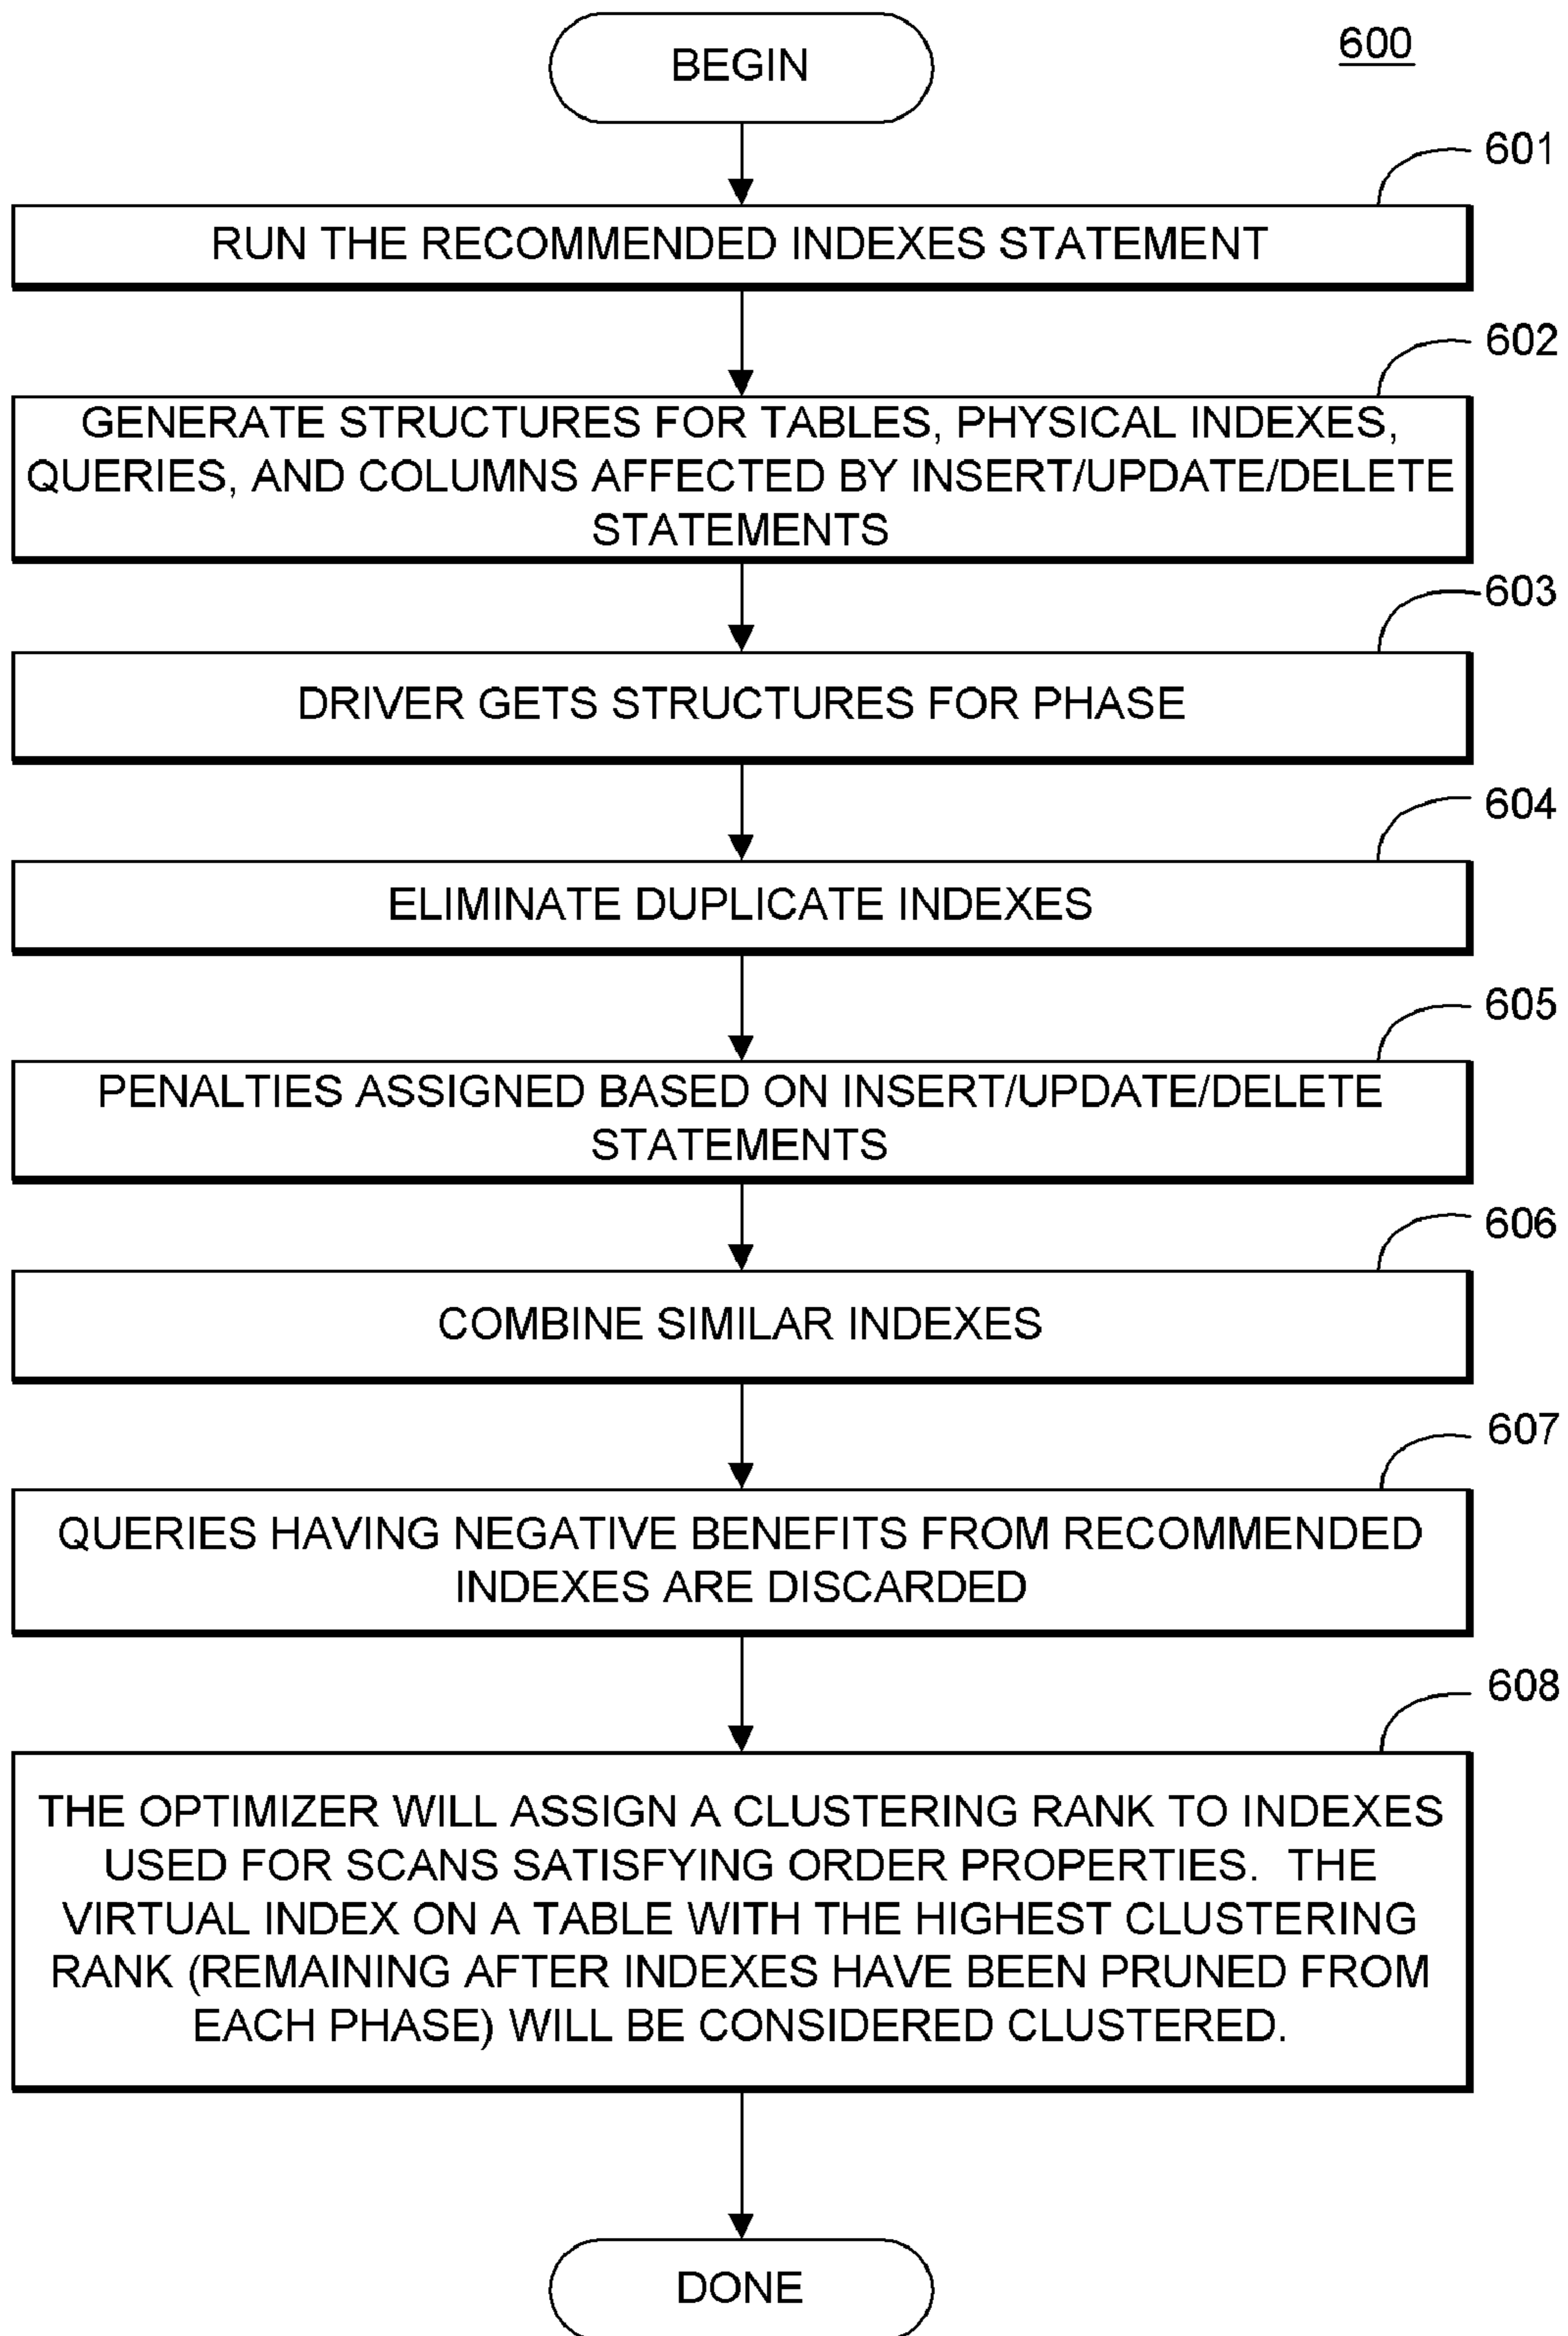 BEGIN
600
601
RUN THE RECOMMENDED INDEXES STATEMENT
602
GENERATE STRUCTURES FOR TABLES, PHYSICAL INDEXES,
QUERIES, AND COLUMNS AFFECTED BY INSERT/UPDATE/DELETE
STATEMENTS
603
DRIVER GETS STRUCTURES FOR PHASE
604
ELIMINATE DUPLICATE INDEXES
605
PENALTIES ASSIGNED BASED ON INSERT/UPDATE/DELETE
STATEMENTS
606
COMBINE SIMILAR INDEXES
607
QUERIES HAVING NEGATIVE BENEFITS FROM RECOMMENDED
INDEXES ARE DISCARDED
608
THE OPTIMIZER WILL ASSIGN A CLUSTERING RANK TO INDEXES
USED FOR SCANS SATISFYING ORDER PROPERTIES. THE
VIRTUAL INDEX ON A TABLE WITH THE HIGHEST CLUSTERING
RANK (REMAINING AFTER INDEXES HAVE BEEN PRUNED FROM
EACH PHASE) WILL BE CONSIDERED CLUSTERED.
DONE